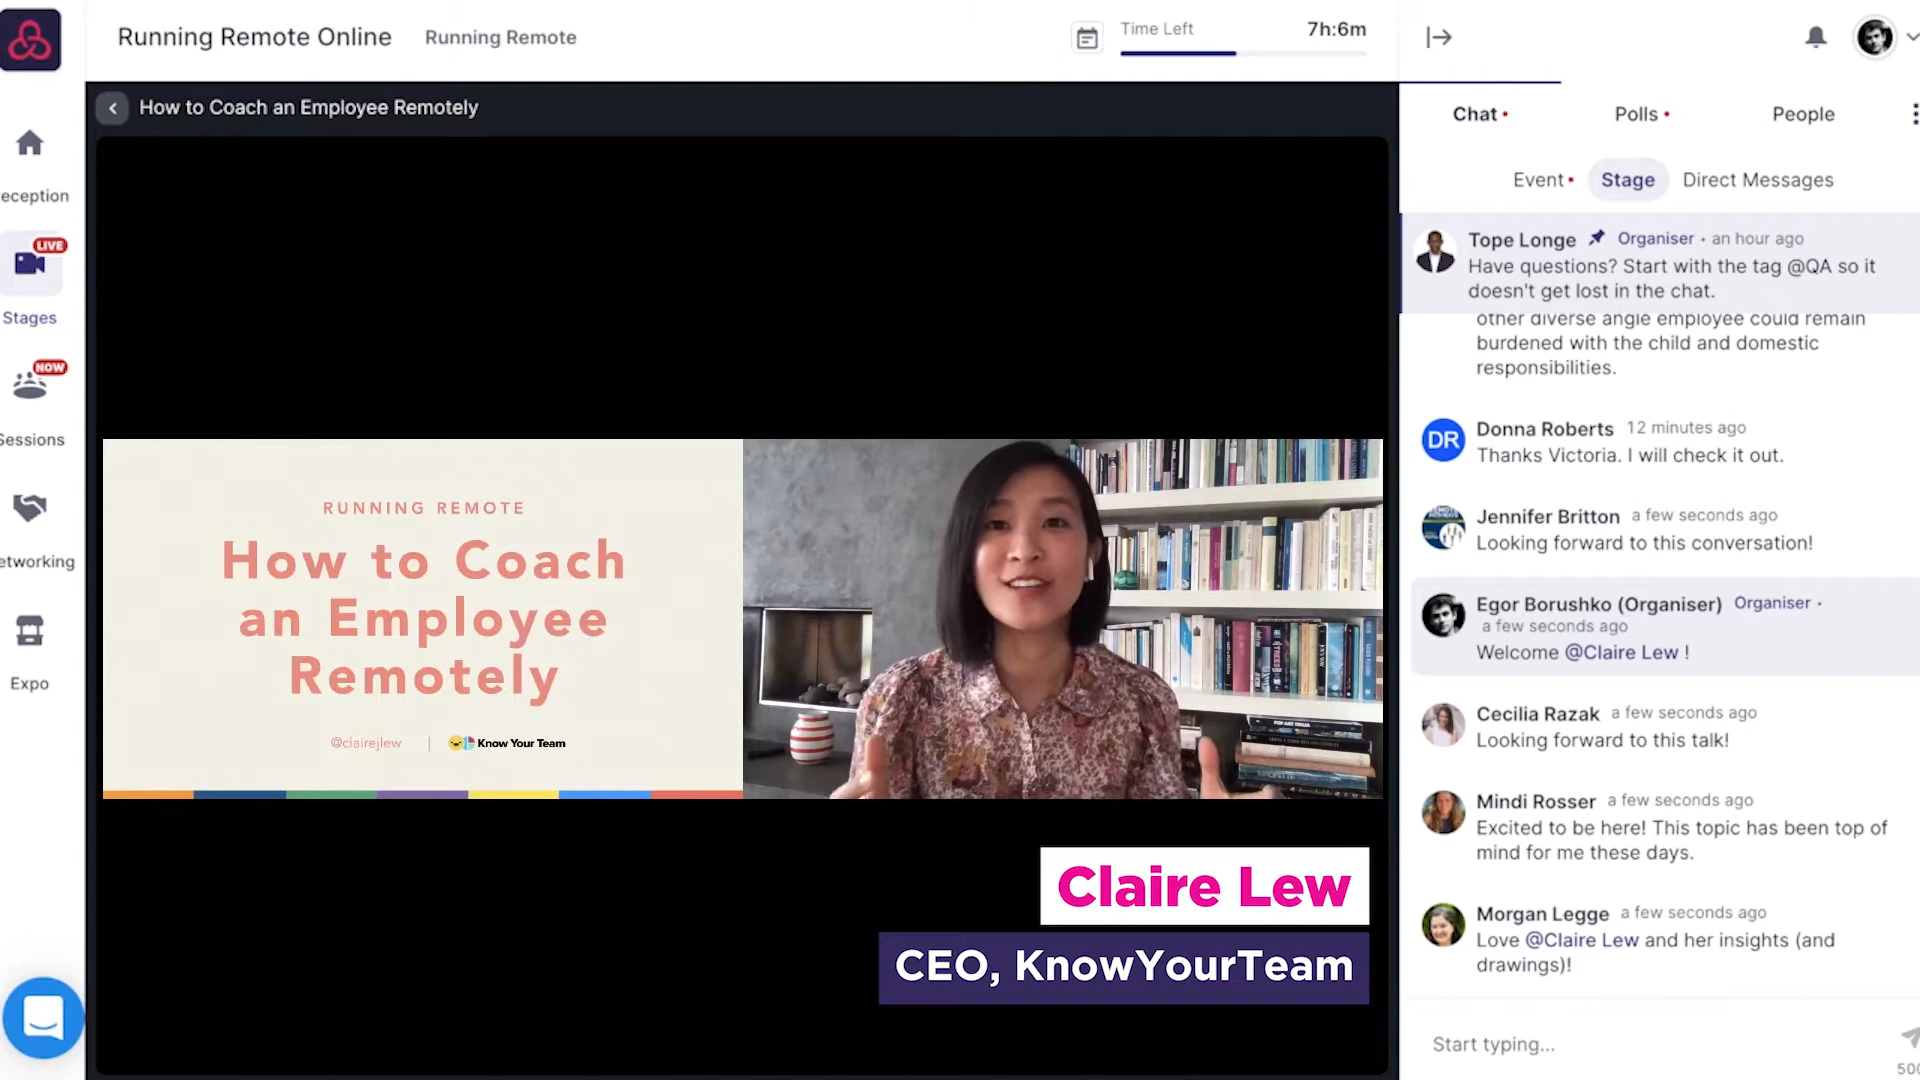 Running Remote Online
Running Remote
Time Left
7h:6m
How to Coach an Employee Remotely
eception
LIVE
Stages
NOW
Sessions
etworking
Expo
RUNNING REMOTE
How to Coach
an Employee
Remotely
@clairejlew
|
Know Your Team
Claire Lew
CEO, KnowYourTeam
Chat
Polls
People
Event
Stage
Direct Messages
Tope Longe Organiser • an hour ago
Have questions? Start with the tag @QA so it
doesn't get lost in the chat.
other diverse angle employee could remain
burdened with the child and domestic
responsibilities.
DR
Donna Roberts 12 minutes ago
Thanks Victoria. I will check it out.
Jennifer Britton a few seconds ago
Looking forward to this conversation!
Egor Borushko (Organiser) Organiser •
a few seconds ago
Welcome @Claire Lew !
Cecilia Razak a few seconds ago
Looking forward to this talk!
Mindi Rosser a few seconds ago
Excited to be here! This topic has been top of
mind for me these days.
Morgan Legge a few seconds ago
Love @Claire Lew and her insights (and
drawings)!
Start typing...
500